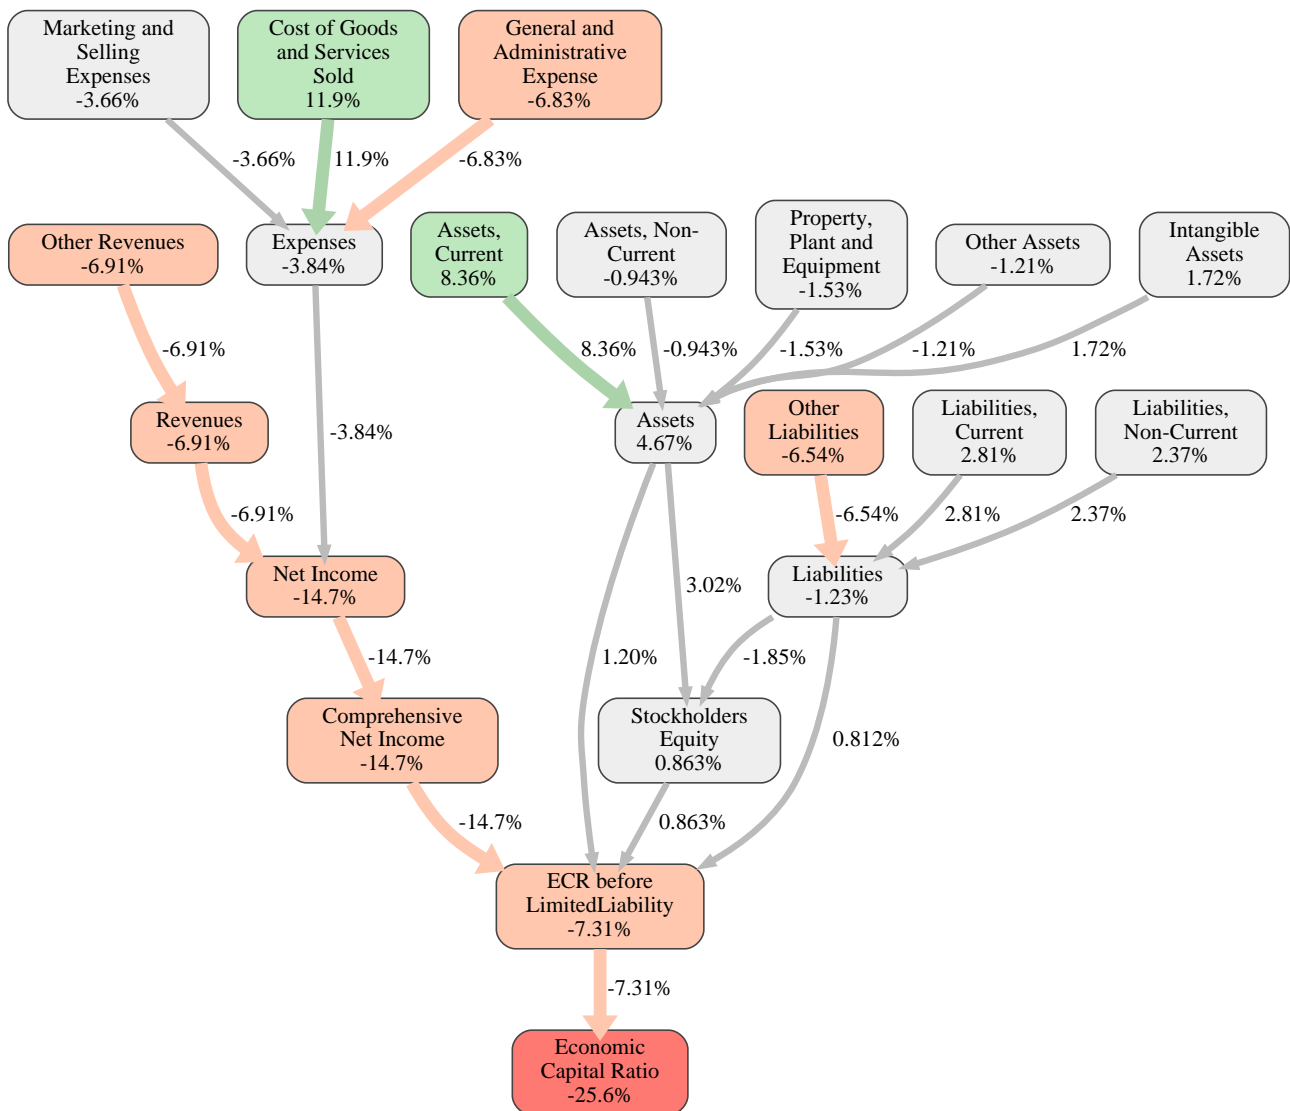 Marketing and
Selling
Expenses
-3.66%
Cost of Goods
and Services
Sold
11.9%
General and
Administrative
Expense
-6.83%
-3.66%
11.9%
-6.83%
Other Revenues
-6.91%
Expenses
-3.84%
Assets,
Current
8.36%
Assets, Non-
Current
-0.943%
Property,
Plant and
Equipment
-1.53%
Other Assets
-1.21%
Intangible
Assets
1.72%
-6.91%
8.36%
-0.943%
-1.53%
-1.21%
1.72%
Revenues
-6.91%
-3.84%
Assets
4.67%
Other
Liabilities
-6.54%
Liabilities,
Current
2.81%
Liabilities,
Non-Current
2.37%
-6.91%
-6.54%
2.81%
2.37%
Net Income
-14.7%
3.02%
Liabilities
-1.23%
-14.7%
1.20%
-1.85%
Comprehensive
Net Income
-14.7%
Stockholders
Equity
0.863%
0.812%
-14.7%
0.863%
ECR before
LimitedLiability
-7.31%
-7.31%
Economic
Capital Ratio
-25.6%